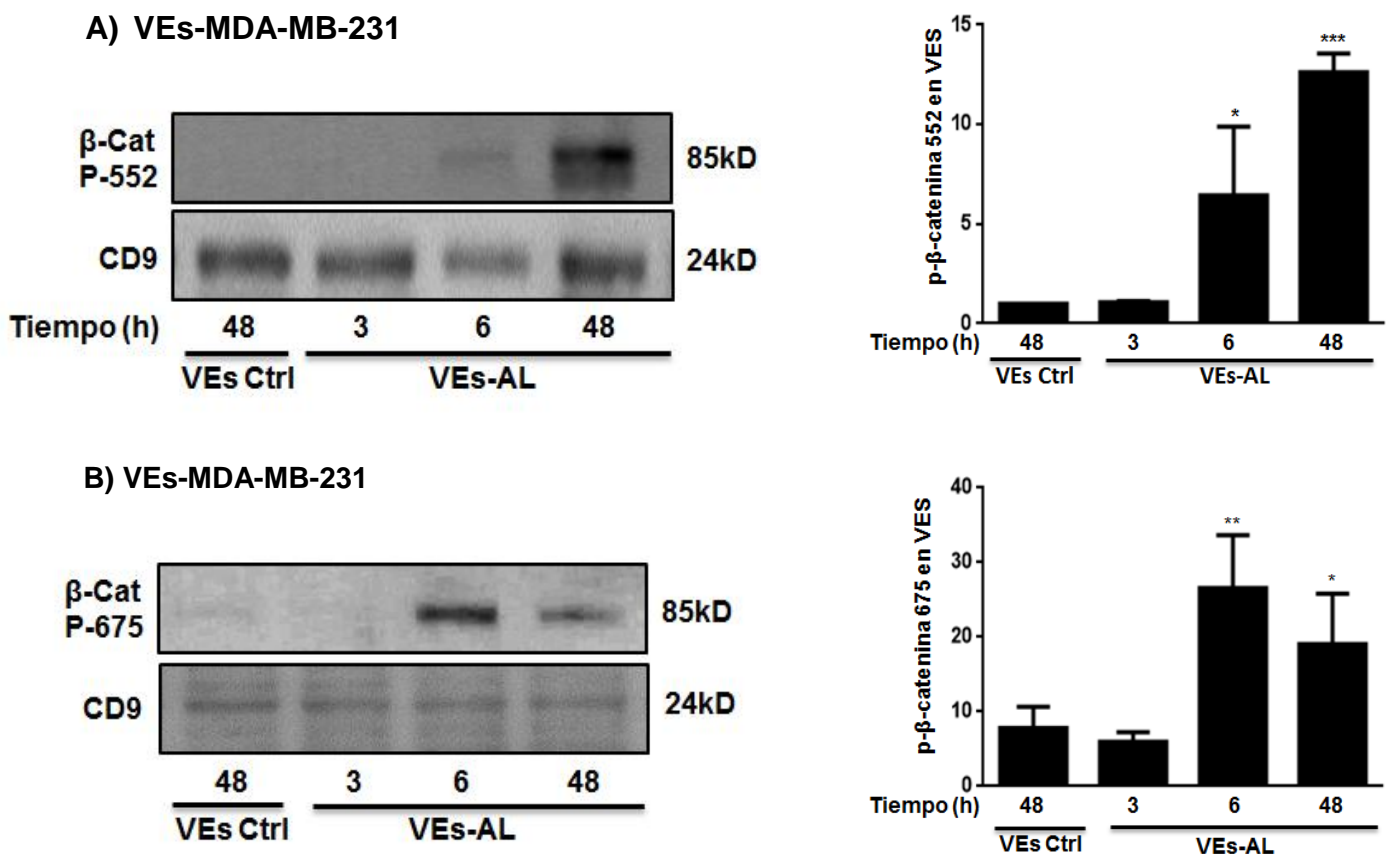 A) VEs-MDA-MB-231
β-Cat
P-552
85kD
CD9
24kD
Tiempo (h) 48 3 6 48
VEs Ctrl VEs-AL
p-β-catenina 552 en VES
15
10
5
0
*
***
Tiempo (h) 48 3 6 48
VEs Ctrl VEs-AL
B) VEs-MDA-MB-231
β-Cat
P-675
85kD
CD9
24kD
48 3 6 48
VEs Ctrl VEs-AL
p-β-catenina 675 en VES
40
30
20
10
0
**
*
Tiempo (h) 48 3 6 48
VEs Ctrl VEs-AL